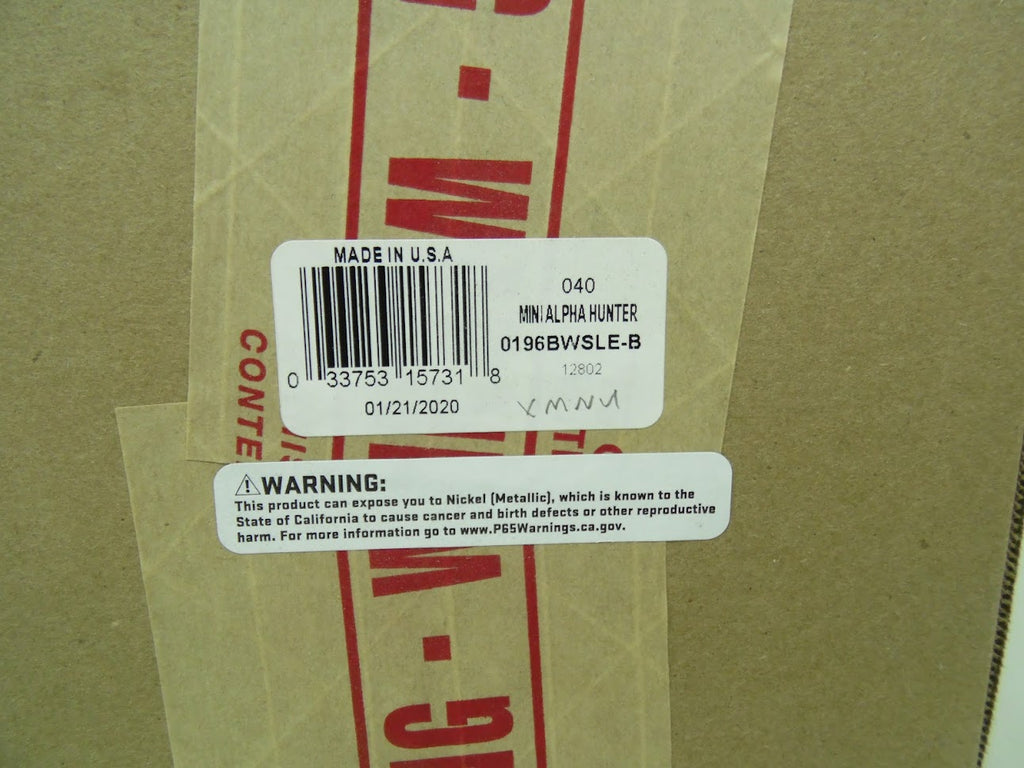 MADE IN U.S.A
0 33753 15731 8
01/21/2020
040
MINI ALPHA HUNTER
0196BWSLE-B
12802
XMNU
CONTE
⚠WARNING:
This product can expose you to Nickel (Metallic), which is known to the
State of California to cause cancer and birth defects or other reproductive
harm. For more information go to www.P65Warnings.ca.gov.